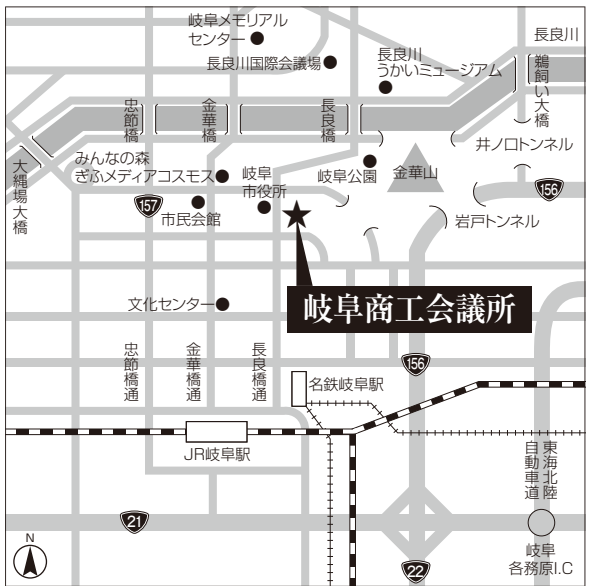 岐阜メモリアル
センター
長良川国際会議場
長良川
うかいミュージアム
長良川
鵜飼い大橋
忠節橋
金華橋
長良橋
大縄場大橋
みんなの森
ぎふメディアコスモス
岐阜
市役所
岐阜公園
金華山
井ノ口トンネル
156
157
市民会館
岩戸トンネル
岐阜商工会議所
文化センター
忠節橋通
金華橋通
長良橋通
156
名鉄岐阜駅
JR岐阜駅
東海北陸
自動車道
21
N
22
岐阜
各務原I.C